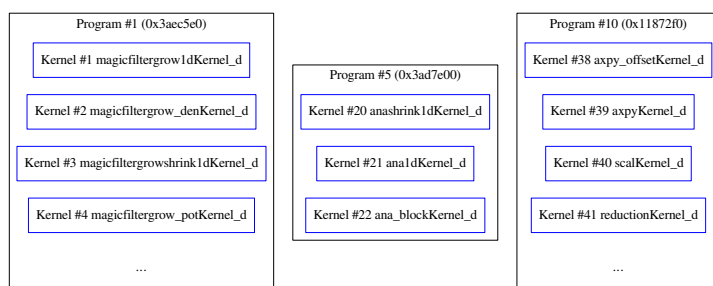 Program #1 (0x3aec5e0)
Kernel #1 magicfiltergrow1dKernel_d
Kernel #2 magicfiltergrow_denKernel_d
Kernel #3 magicfiltergrowshrink1dKernel_d
Kernel #4 magicfiltergrow_potKernel_d
...
Program #5 (0x3ad7e00)
Kernel #20 anashrink1dKernel_d
Kernel #21 ana1dKernel_d
Kernel #22 ana_blockKernel_d
Program #10 (0x11872f0)
Kernel #38 axpy_offsetKernel_d
Kernel #39 axpyKernel_d
Kernel #40 scalKernel_d
Kernel #41 reductionKernel_d
...